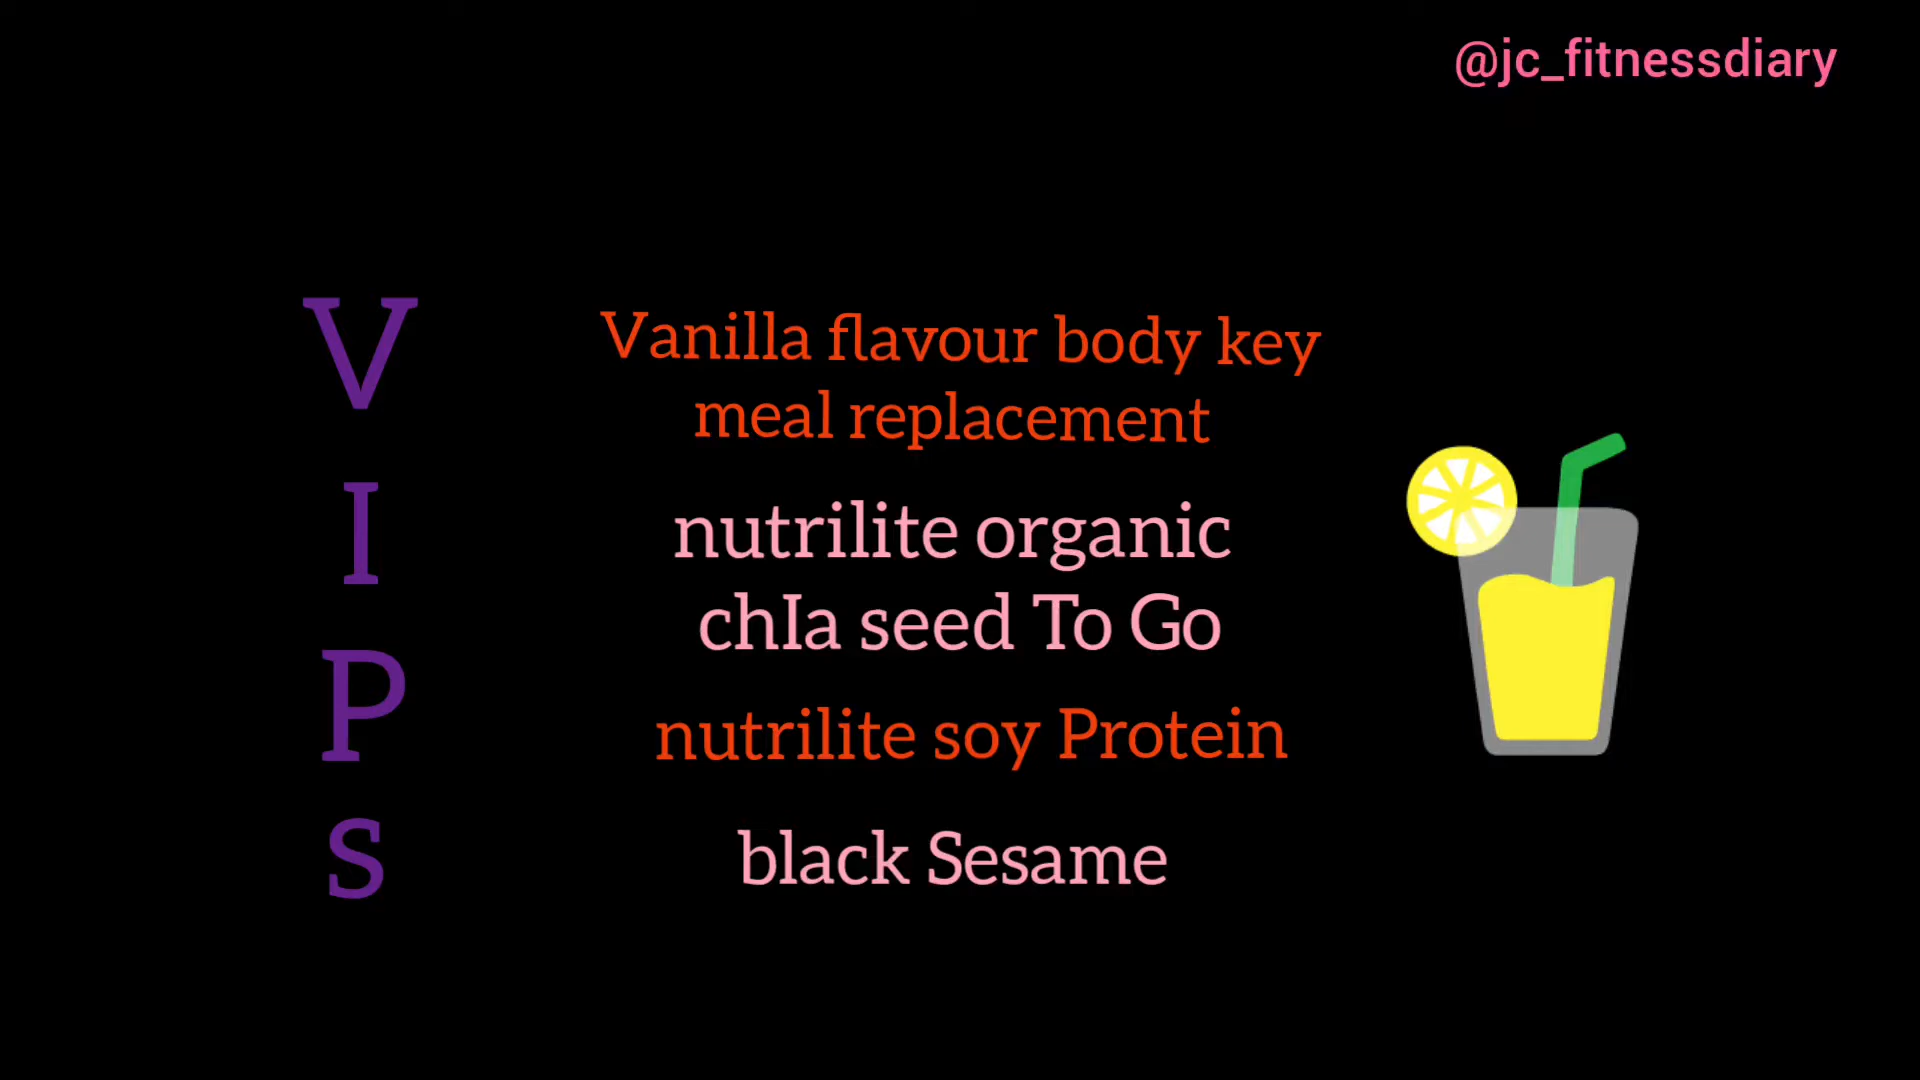 @jc_fitnessdiary
V
Vanilla flavour body key
meal replacement
I
nutrilite organic
chIa seed To Go
P
nutrilite soy Protein
s
black Sesame